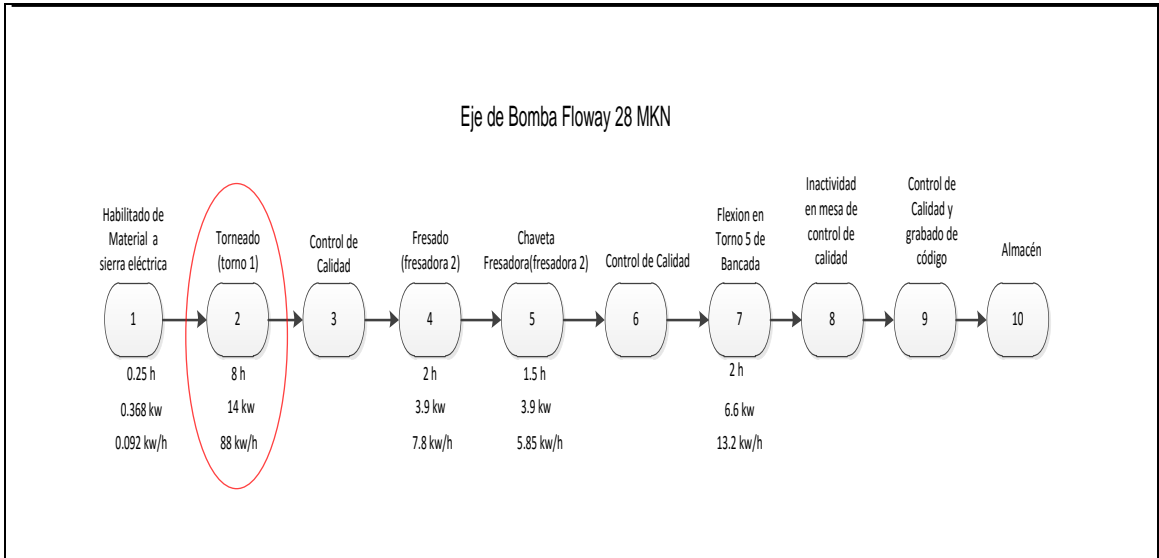 Eje de Bomba Floway 28 MKN
Habilitado de
Material a
sierra eléctrica
1
0.25 h
0.368 kw
0.092 kw/h
Torneado
(torno 1)
2
8 h
14 kw
88 kw/h
Control de
Calidad
3
Fresado
(fresadora 2)
4
2 h
3.9 kw
7.8 kw/h
Chaveta
Fresadora(fresadora 2)
5
1.5 h
3.9 kw
5.85 kw/h
Control de Calidad
6
Flexion en
Torno 5 de
Bancada
7
2 h
6.6 kw
13.2 kw/h
Inactividad
en mesa de
control de
calidad
8
Control de
Calidad y
grabado de
código
9
Almacén
10